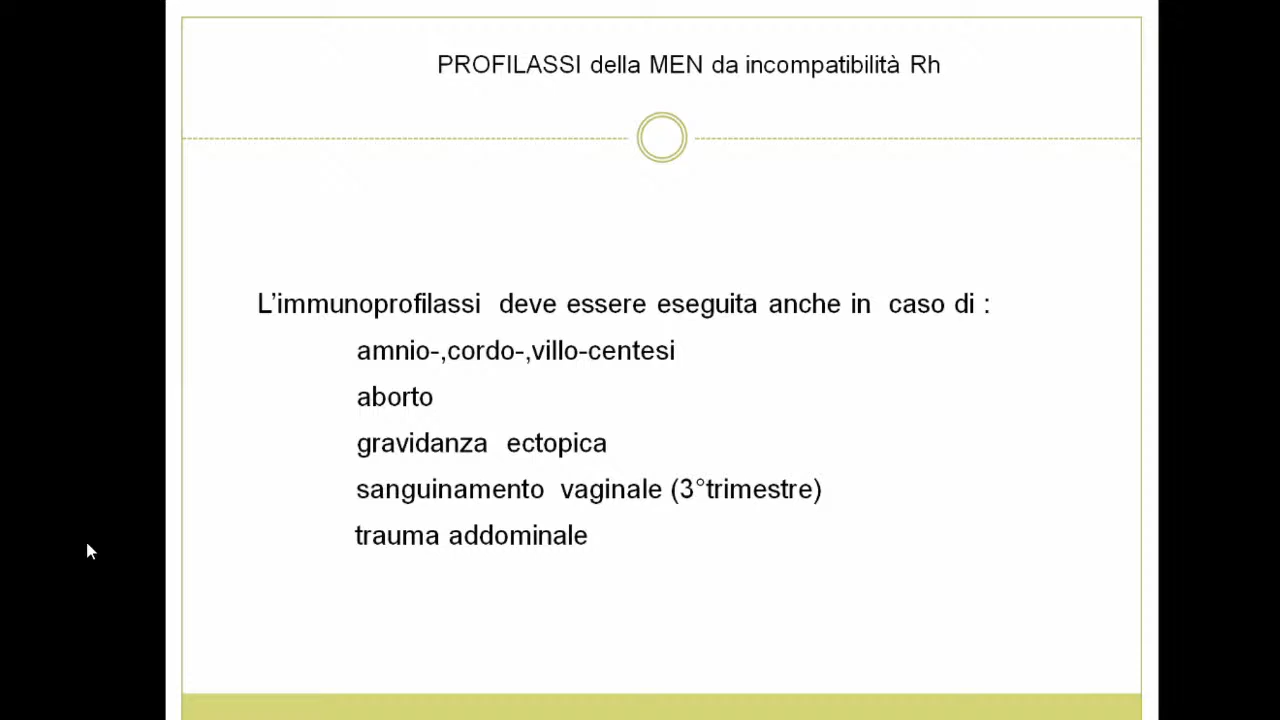 PROFILASSI della MEN da incompatibilità Rh
L’immunoprofilassi deve essere eseguita anche in caso di :
amnio-,cordo-,villo-centesi
aborto
gravidanza ectopica
sanguinamento vaginale (3°trimestre)
trauma addominale